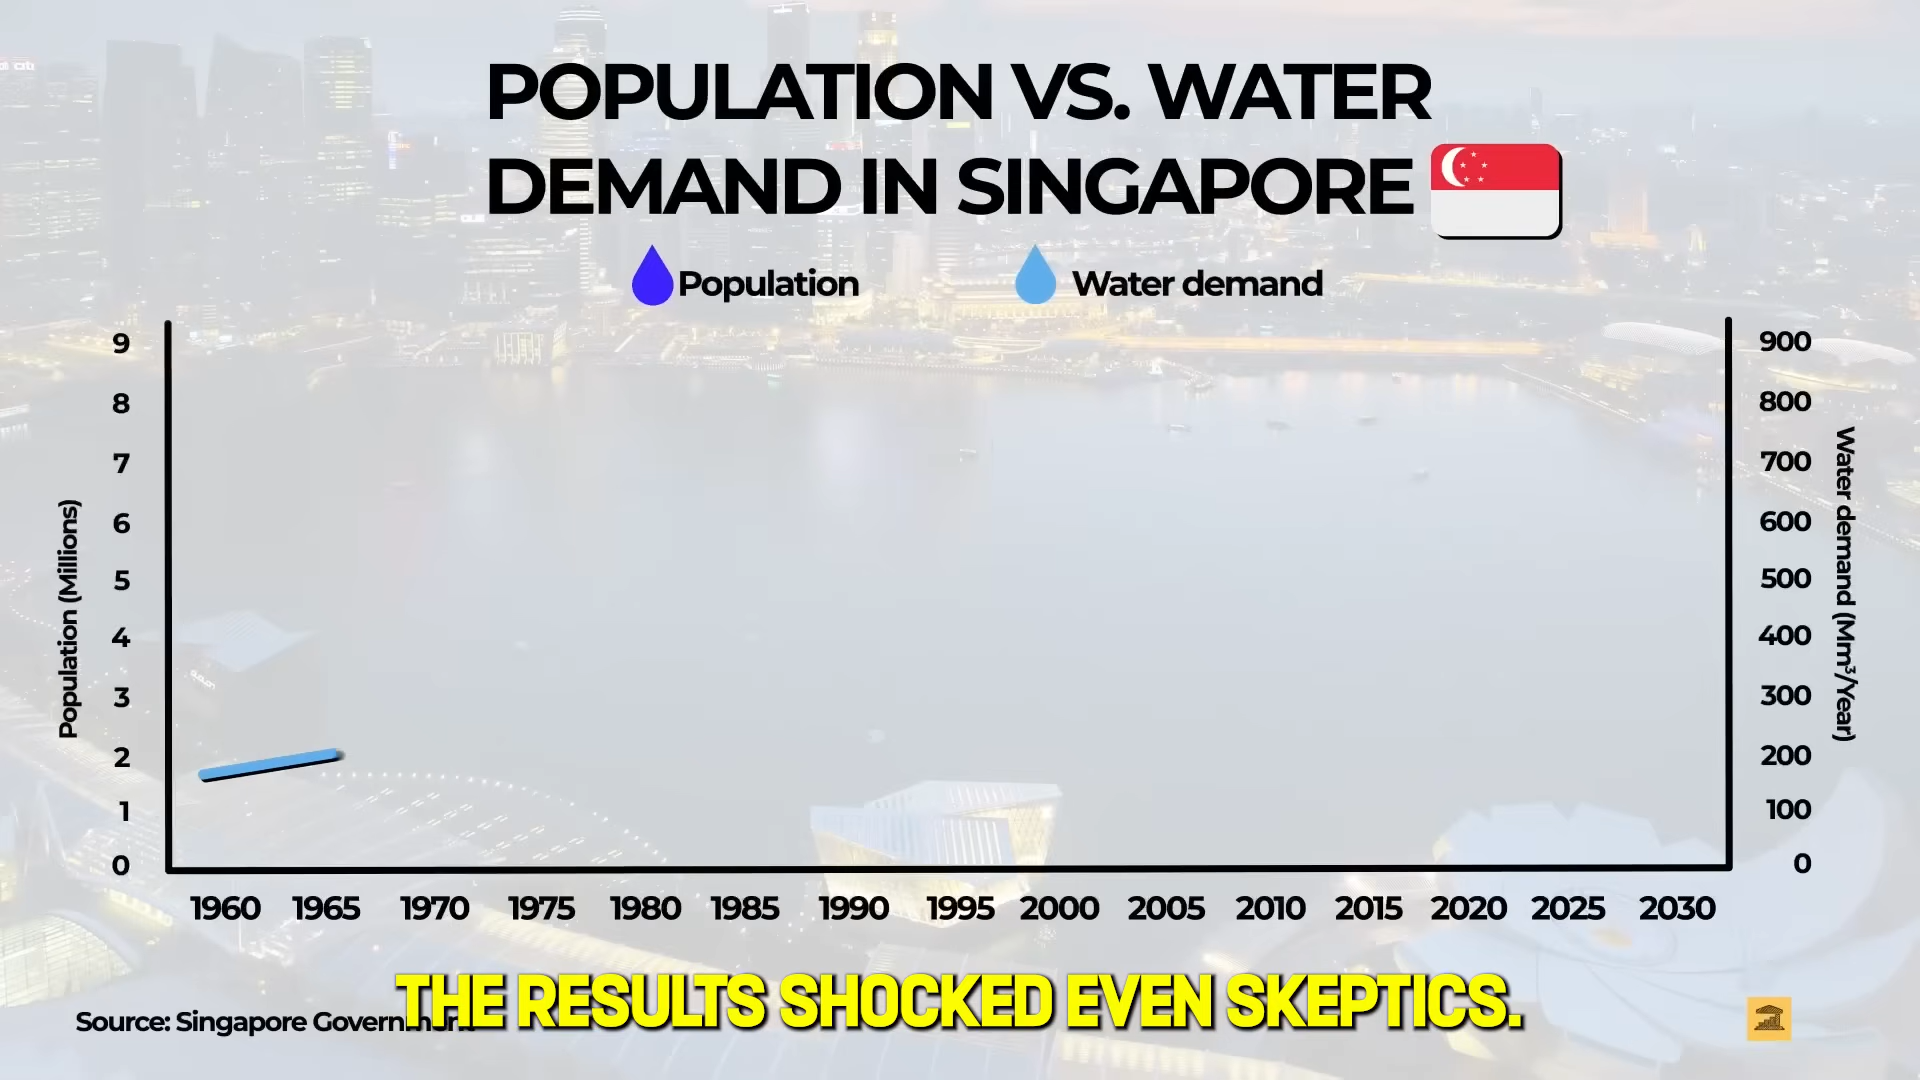 POPULATION VS. WATER
DEMAND IN SINGAPORE
Population
Water demand
9
8
7
6
5
4
3
2
1
0
Population (Millions)
900
800
700
600
500
400
300
200
100
0
Water demand (Mm³/Year)
1960 1965 1970 1975 1980 1985 1990 1995 2000 2005 2010 2015 2020 2025 2030
THE RESULTS SHOCKED EVEN SKEPTICS.
Source: Singapore Government
citi